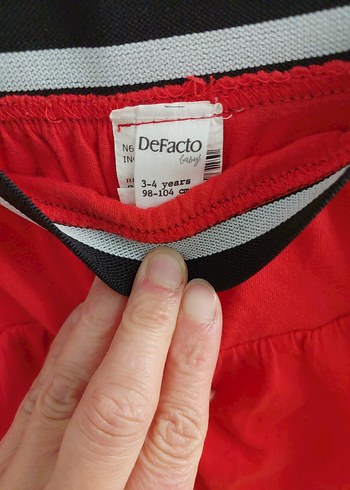 DeFacto
baby!
3-4 years
98-104 cm